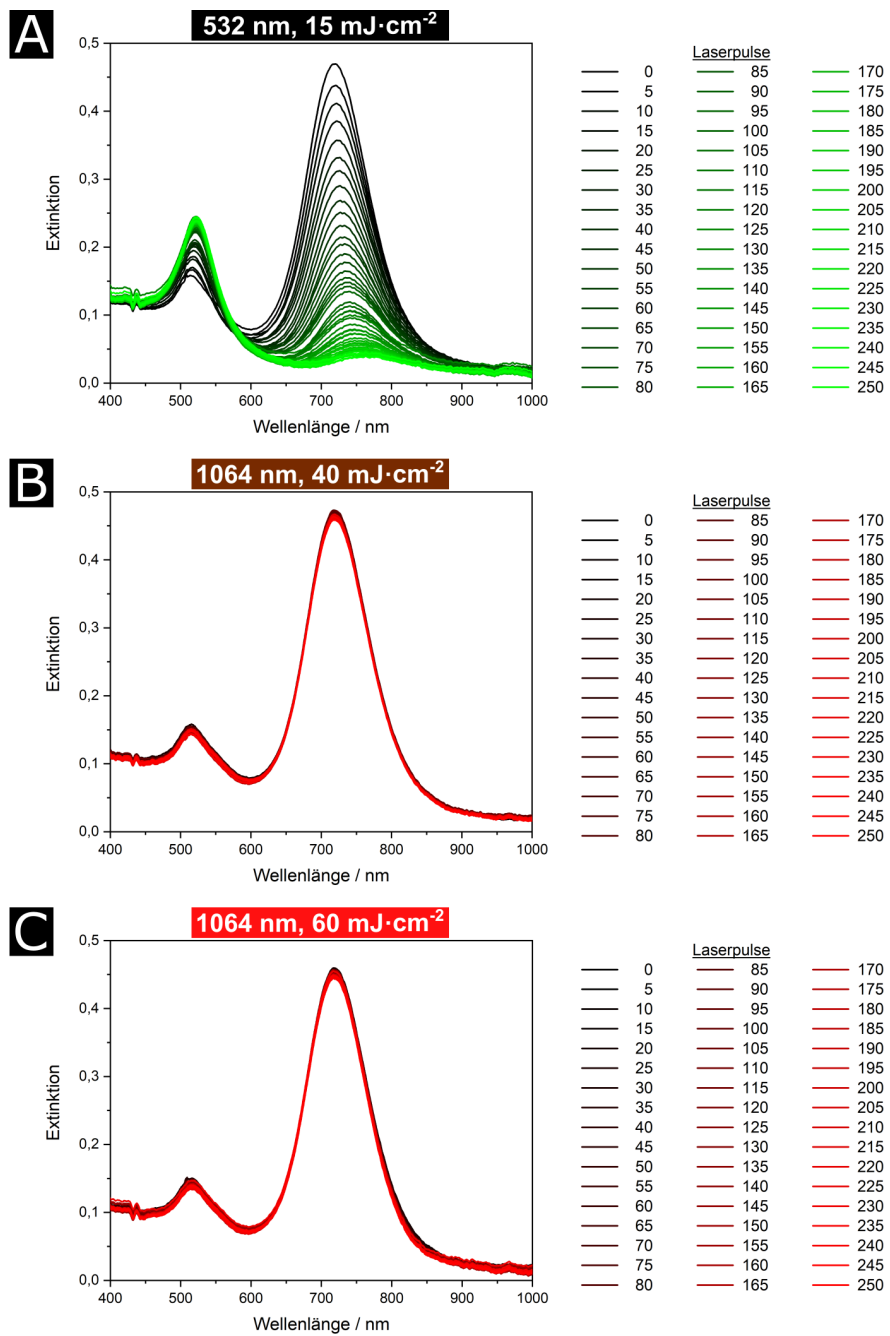 A
532 nm, 15 mJ·cm-2
0,5
0,4
0,3
0,2
0,1
0,0
Extinktion
400 500 600 700 800 900 1000
Wellenlänge / nm
Laserpulse
0 85 170
5 90 175
10 95 180
15 100 185
20 105 190
25 110 195
30 115 200
35 120 205
40 125 210
45 130 215
50 135 220
55 140 225
60 145 230
65 150 235
70 155 240
75 160 245
80 165 250
B
1064 nm, 40 mJ·cm-2
0,5
0,4
0,3
0,2
0,1
0,0
Extinktion
400 500 600 700 800 900 1000
Wellenlänge / nm
Laserpulse
0 85 170
5 90 175
10 95 180
15 100 185
20 105 190
25 110 195
30 115 200
35 120 205
40 125 210
45 130 215
50 135 220
55 140 225
60 145 230
65 150 235
70 155 240
75 160 245
80 165 250
C
1064 nm, 60 mJ·cm-2
0,5
0,4
0,3
0,2
0,1
0,0
Extinktion
400 500 600 700 800 900 1000
Wellenlänge / nm
Laserpulse
0 85 170
5 90 175
10 95 180
15 100 185
20 105 190
25 110 195
30 115 200
35 120 205
40 125 210
45 130 215
50 135 220
55 140 225
60 145 230
65 150 235
70 155 240
75 160 245
80 165 250